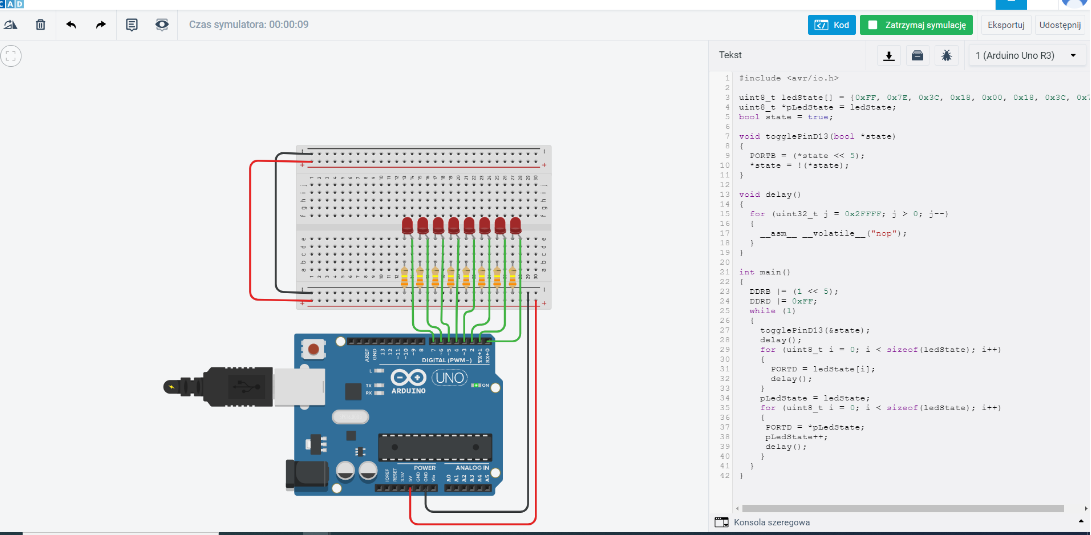 CAD
Czas symulatora: 00:00:09
Kod
Zatrzymaj symulację
Eksportuj
Udostępnij
Tekst
1 (Arduino Uno R3)
1 #include <avr/io.h>
2
3 uint8_t ledState[] = {0xFF, 0x7E, 0x3C, 0x18, 0x00, 0x18, 0x3C, 0x7
4 uint8_t *pLedState = ledState;
5 bool state = true;
6
7 void togglePinD13(bool *state)
8 {
9 PORTB = (*state << 5);
10 *state = !(*state);
11 }
12
13 void delay()
14 {
15 for (uint32_t j = 0x2FFFF; j > 0; j--)
16 {
17 __asm__ __volatile__("nop");
18 }
19 }
20
21 int main()
22 {
23 DDRB |= (1 << 5);
24 DDRD |= 0xFF;
25 while (1)
26 {
27 togglePinD13(&state);
28 delay();
29 for (uint8_t i = 0; i < sizeof(ledState); i++)
30 {
31 PORTD = ledState[i];
32 delay();
33 }
34 pLedState = ledState;
35 for (uint8_t i = 0; i < sizeof(ledState); i++)
36 {
37 PORTD = *pLedState;
38 pLedState++;
39 delay();
40 }
41 }
42 }
DIGITAL (PWM~)
L
TX
RX
UNO
ON
ARDUINO
POWER
ANALOG IN
Konsola szeregowa